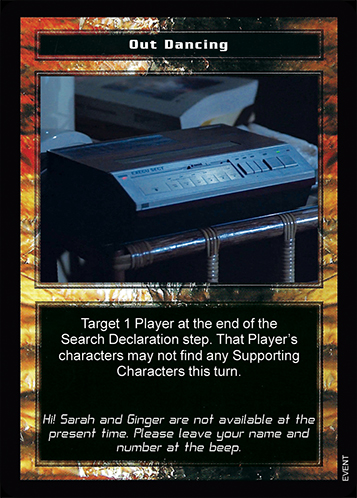 Out Dancing
Target 1 Player at the end of the
Search Declaration step. That Player's
characters may not find any Supporting
Characters this turn.
Hi! Sarah and Ginger are not available at the
present time. Please leave your name and
number at the beep.
EVENT